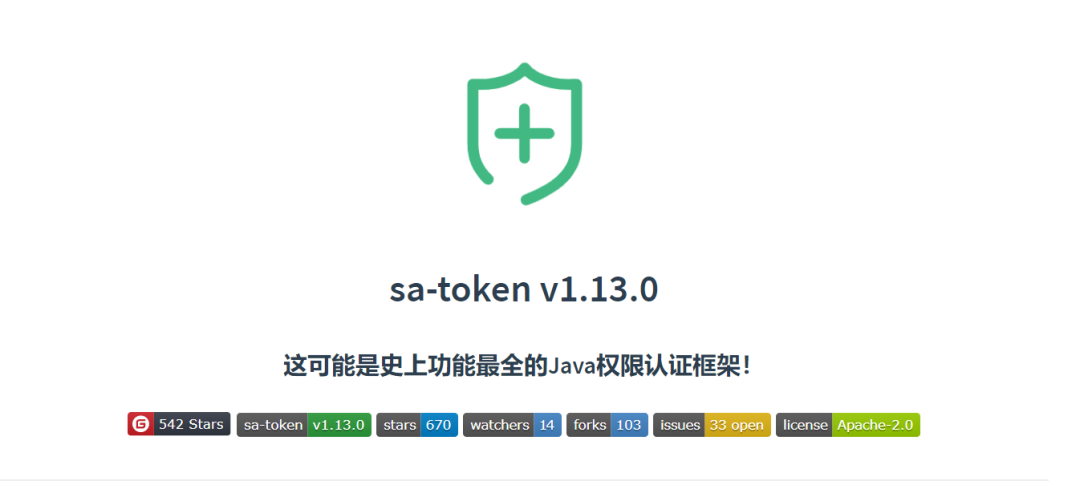 sa-token v1.13.0
这可能是史上功能最全的Java权限认证框架！
G 542 Stars sa-token v1.13.0 stars 670 watchers 14 forks 103 issues 33 open license Apache-2.0